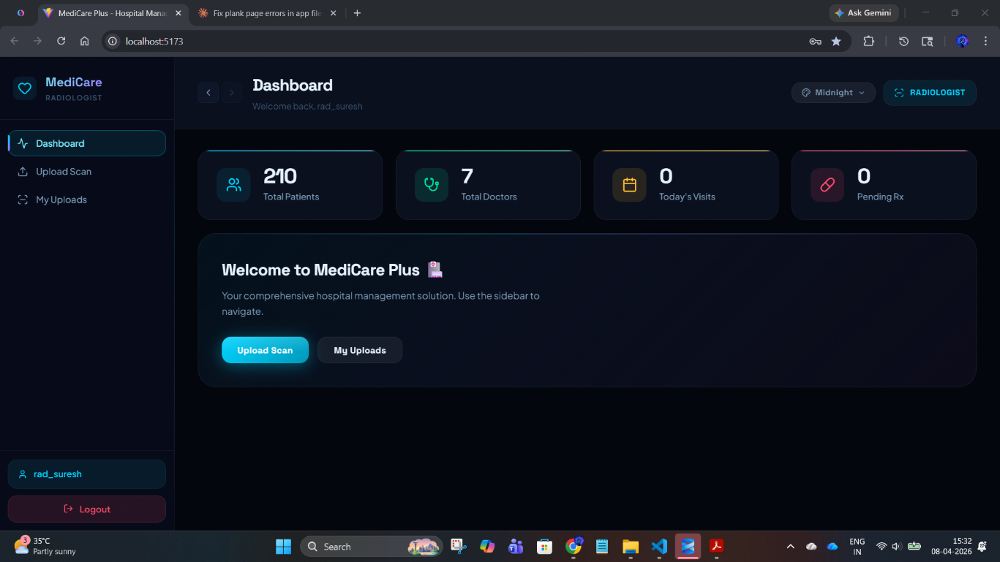 MediCare Plus - Hospital Mana
Fix plank page errors in app file
Ask Gemini
localhost:5173
MediCare
RADIOLOGIST
Dashboard
Upload Scan
My Uploads
rad_suresh
Logout
Dashboard
Welcome back, rad_suresh
Midnight
RADIOLOGIST
210
Total Patients
7
Total Doctors
0
Today's Visits
0
Pending Rx
Welcome to MediCare Plus
Your comprehensive hospital management solution. Use the sidebar to
navigate.
Upload Scan
My Uploads
3
35°C
Partly sunny
Search
ENG
IN
15:32
08-04-2026